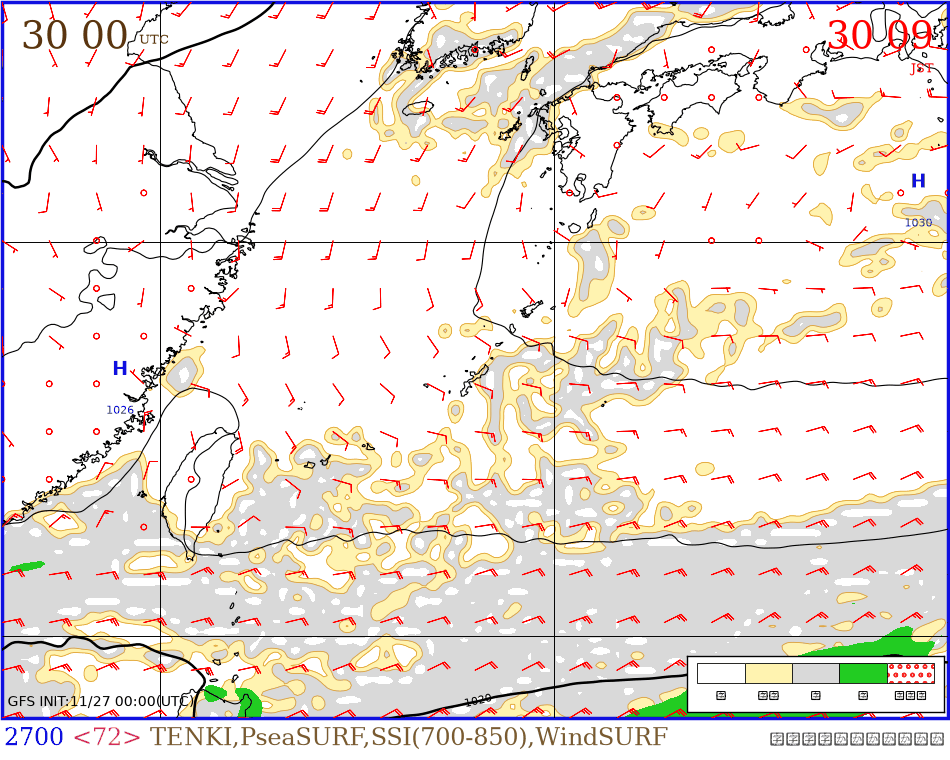 30 00 UTC
30 09 JST
H
1030
H
1026
1020
GFS INIT:11/27 00:00(UTC)
2700 <72> TENKI,PseaSURF,SSI(700-850),WindSURF